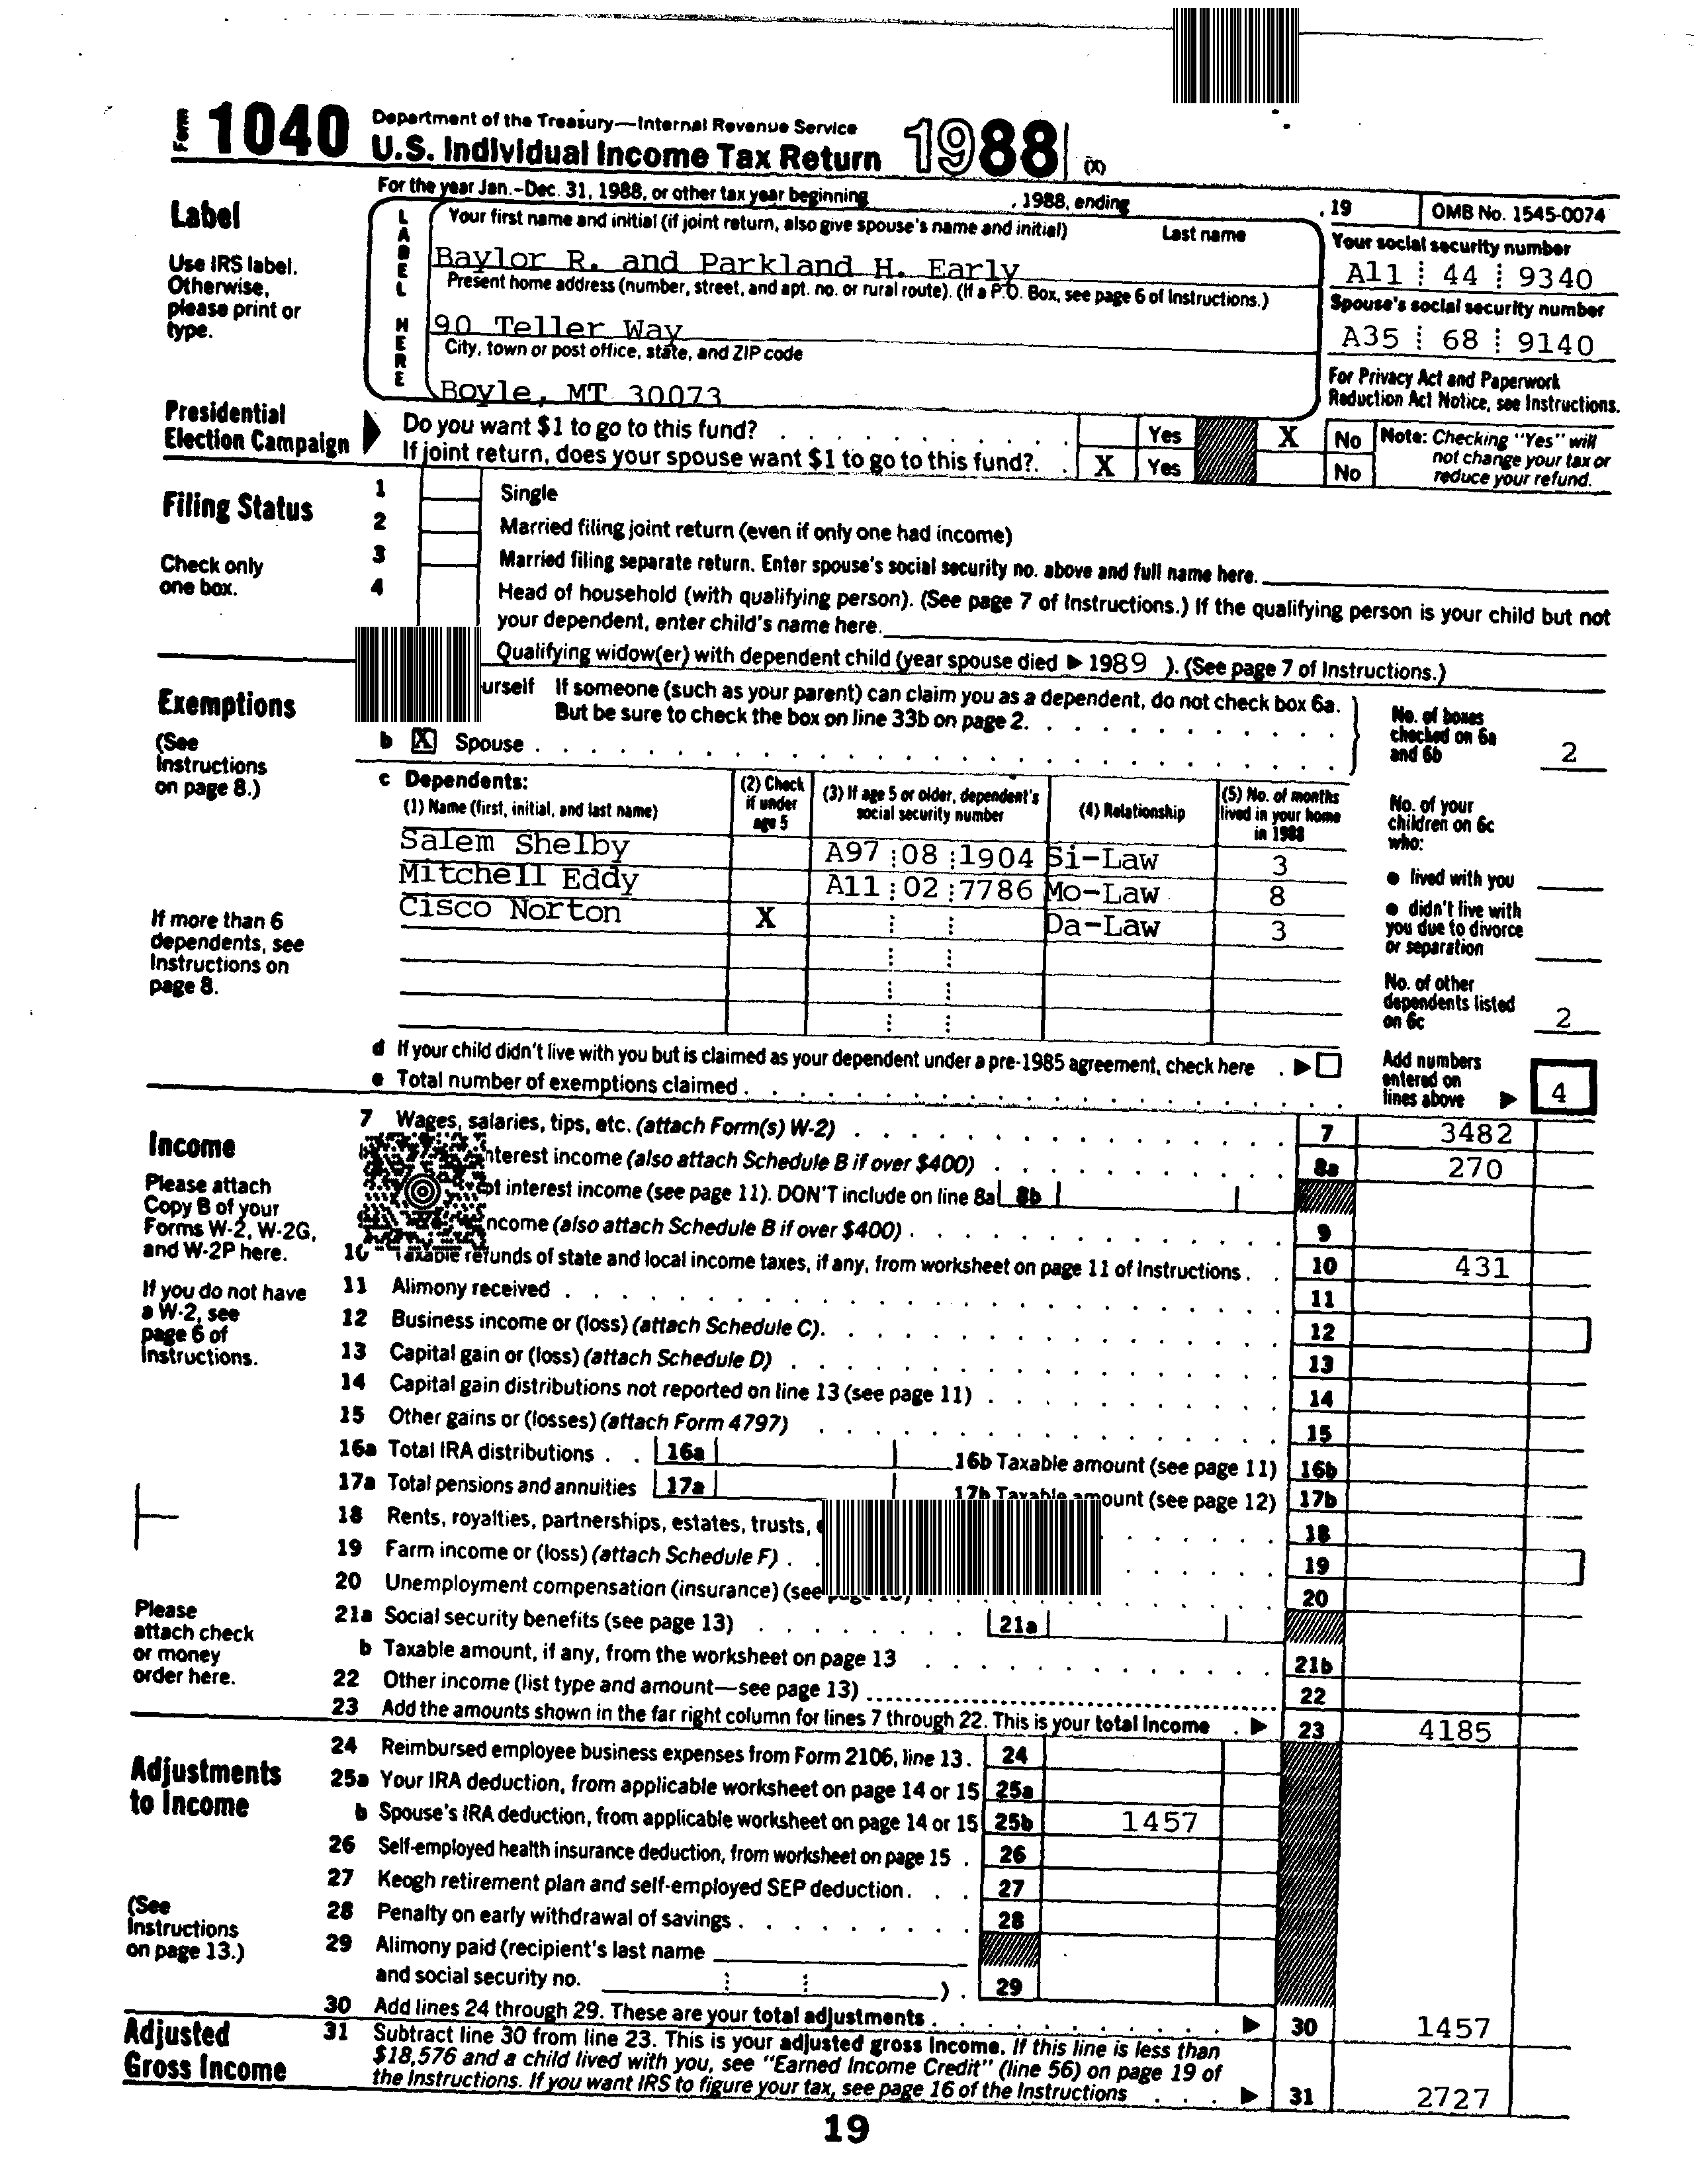 Form 1040 Department of the Treasury—Internal Revenue Service
U.S. Individual Income Tax Return 1988 (X)
For the year Jan.–Dec. 31, 1988, or other tax year beginning , 1988, ending , 19 OMB No. 1545-0074
Label
Use IRS label.
Otherwise,
please print or
type.
LABEL HERE
Your first name and initial (if joint return, also give spouse's name and initial) Last name
Baylor R. and Parkland H. Early
Present home address (number, street, and apt. no. or rural route). (If a P.O. Box, see page 6 of Instructions.)
90 Teller Way
City, town or post office, state, and ZIP code
Boyle, MT 30073
Your social security number
A11 44 9340
Spouse's social security number
A35 68 9140
For Privacy Act and Paperwork
Reduction Act Notice, see Instructions.
Presidential
Election Campaign
Do you want $1 to go to this fund? Yes X No
If joint return, does your spouse want $1 to go to this fund?. X Yes No
Note: Checking "Yes" will
not change your tax or
reduce your refund.
Filing Status
Check only
one box.
1 Single
2 Married filing joint return (even if only one had income)
3 Married filing separate return. Enter spouse's social security no. above and full name here.
4 Head of household (with qualifying person). (See page 7 of Instructions.) If the qualifying person is your child but not
your dependent, enter child's name here.
Qualifying widow(er) with dependent child (year spouse died ▶ 1989 ). (See page 7 of Instructions.)
Exemptions
(See
Instructions
on page 8.)
urself If someone (such as your parent) can claim you as a dependent, do not check box 6a.
But be sure to check the box on line 33b on page 2.
b X Spouse
No. of boxes
checked on 6a
and 6b 2
c Dependents:
(1) Name (first, initial, and last name)
(2) Check
if under
age 5
(3) If age 5 or older, dependent's
social security number
(4) Relationship
(5) No. of months
lived in your home
in 1988
Salem Shelby A97 08 1904 Si-Law 3
Mitchell Eddy A11 02 7786 Mo-Law 8
Cisco Norton X Da-Law 3
If more than 6
dependents, see
Instructions on
page 8.
No. of your
children on 6c
who:
● lived with you
● didn't live with
you due to divorce
or separation
No. of other
dependents listed
on 6c 2
d If your child didn't live with you but is claimed as your dependent under a pre-1985 agreement, check here . ▶
e Total number of exemptions claimed
Add numbers
entered on
lines above ▶ 4
Income
Please attach
Copy B of your
Forms W-2, W-2G,
and W-2P here.
If you do not have
a W-2, see
page 6 of
Instructions.
7 Wages, salaries, tips, etc. (attach Form(s) W-2) 7 3482
nterest income (also attach Schedule B if over $400) 8a 270
pt interest income (see page 11). DON'T include on line 8a 8b
ncome (also attach Schedule B if over $400) 9
10 Taxable refunds of state and local income taxes, if any, from worksheet on page 11 of Instructions 10 431
11 Alimony received 11
12 Business income or (loss) (attach Schedule C). 12
13 Capital gain or (loss) (attach Schedule D) 13
14 Capital gain distributions not reported on line 13 (see page 11) 14
15 Other gains or (losses) (attach Form 4797) 15
16a Total IRA distributions 16a 16b Taxable amount (see page 11) 16b
17a Total pensions and annuities 17a 17b Taxable amount (see page 12) 17b
18 Rents, royalties, partnerships, estates, trusts, 18
19 Farm income or (loss) (attach Schedule F) 19
20 Unemployment compensation (insurance) (see 20
21a Social security benefits (see page 13) 21a
b Taxable amount, if any, from the worksheet on page 13 21b
22 Other income (list type and amount—see page 13) 22
23 Add the amounts shown in the far right column for lines 7 through 22. This is your total income ▶ 23 4185
Please
attach check
or money
order here.
Adjustments
to Income
(See
Instructions
on page 13.)
24 Reimbursed employee business expenses from Form 2106, line 13. 24
25a Your IRA deduction, from applicable worksheet on page 14 or 15 25a
b Spouse's IRA deduction, from applicable worksheet on page 14 or 15 25b 1457
26 Self-employed health insurance deduction, from worksheet on page 15 26
27 Keogh retirement plan and self-employed SEP deduction 27
28 Penalty on early withdrawal of savings 28
29 Alimony paid (recipient's last name
and social security no. ) . 29
30 Add lines 24 through 29. These are your total adjustments ▶ 30 1457
Adjusted
Gross Income
31 Subtract line 30 from line 23. This is your adjusted gross income. If this line is less than
$18,576 and a child lived with you, see "Earned Income Credit" (line 56) on page 19 of
the Instructions. If you want IRS to figure your tax, see page 16 of the Instructions ▶ 31 2727
19